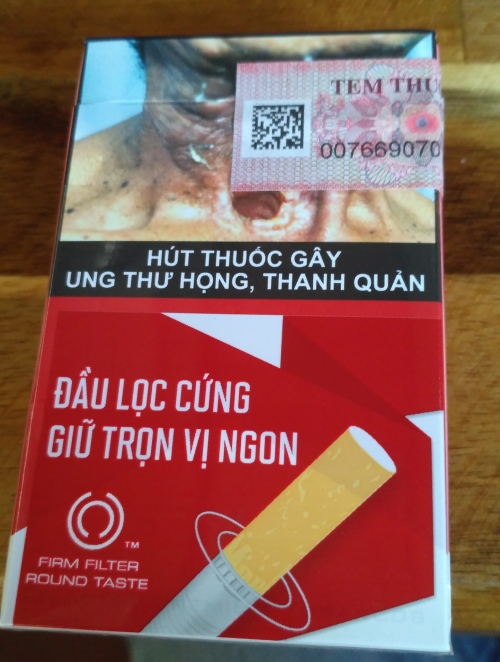 TEM THU
007669070
HÚT THUỐC GÂY
UNG THƯ HỌNG, THANH QUẢN
ĐẦU LỌC CỨNG
GIỮ TRỌN VỊ NGON
TM
FIRM FILTER
ROUND TASTE